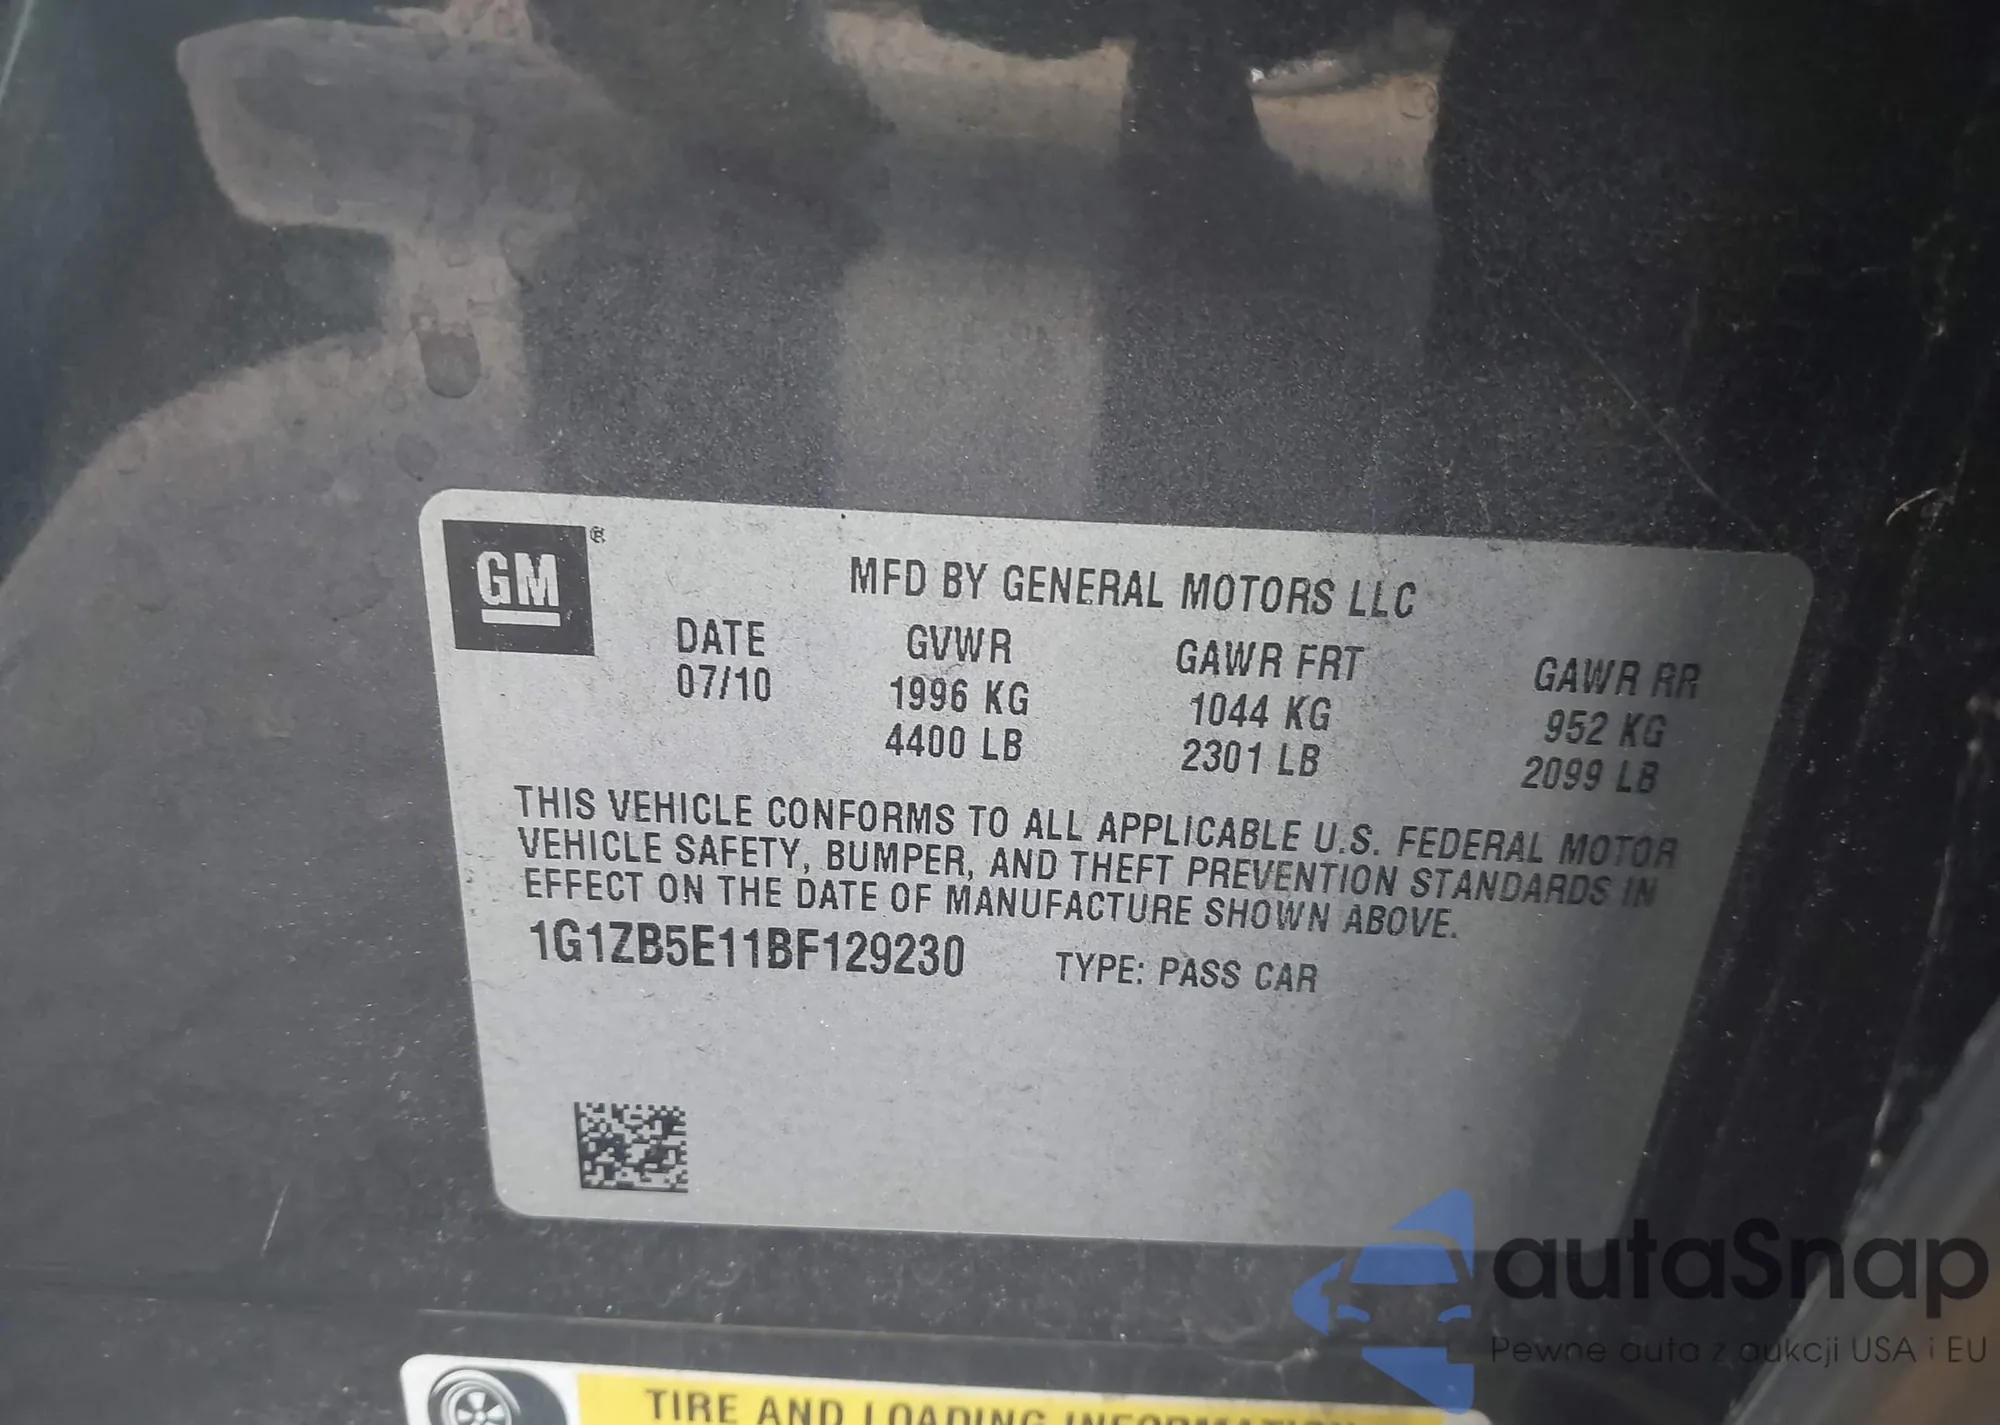 GM ®
MFD BY GENERAL MOTORS LLC
DATE GVWR GAWR FRT GAWR RR
07/10 1996 KG 1044 KG 952 KG
4400 LB 2301 LB 2099 LB
THIS VEHICLE CONFORMS TO ALL APPLICABLE U.S. FEDERAL MOTOR
VEHICLE SAFETY, BUMPER, AND THEFT PREVENTION STANDARDS IN
EFFECT ON THE DATE OF MANUFACTURE SHOWN ABOVE.
1G1ZB5E11BF129230 TYPE: PASS CAR
autaSnap
Pewne auta z aukcji USA i EU
TIRE AND LOADING INFORMATION